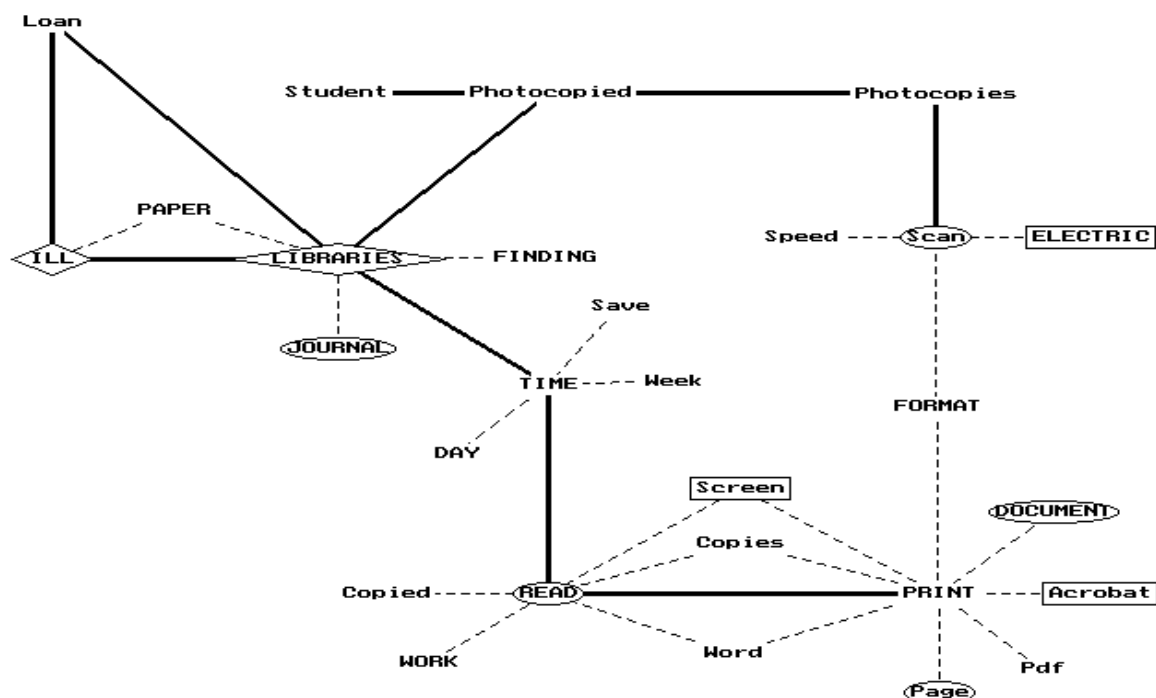 Loan
Student Photocopied Photocopies
PAPER
Speed Scan ELECTRIC
ILL LIBRARIES FINDING
Save
JOURNAL
TIME Week
FORMAT
DAY
Screen
DOCUMENT
Copies
Copied READ PRINT Acrobat
Word
WORK
Pdf
Page